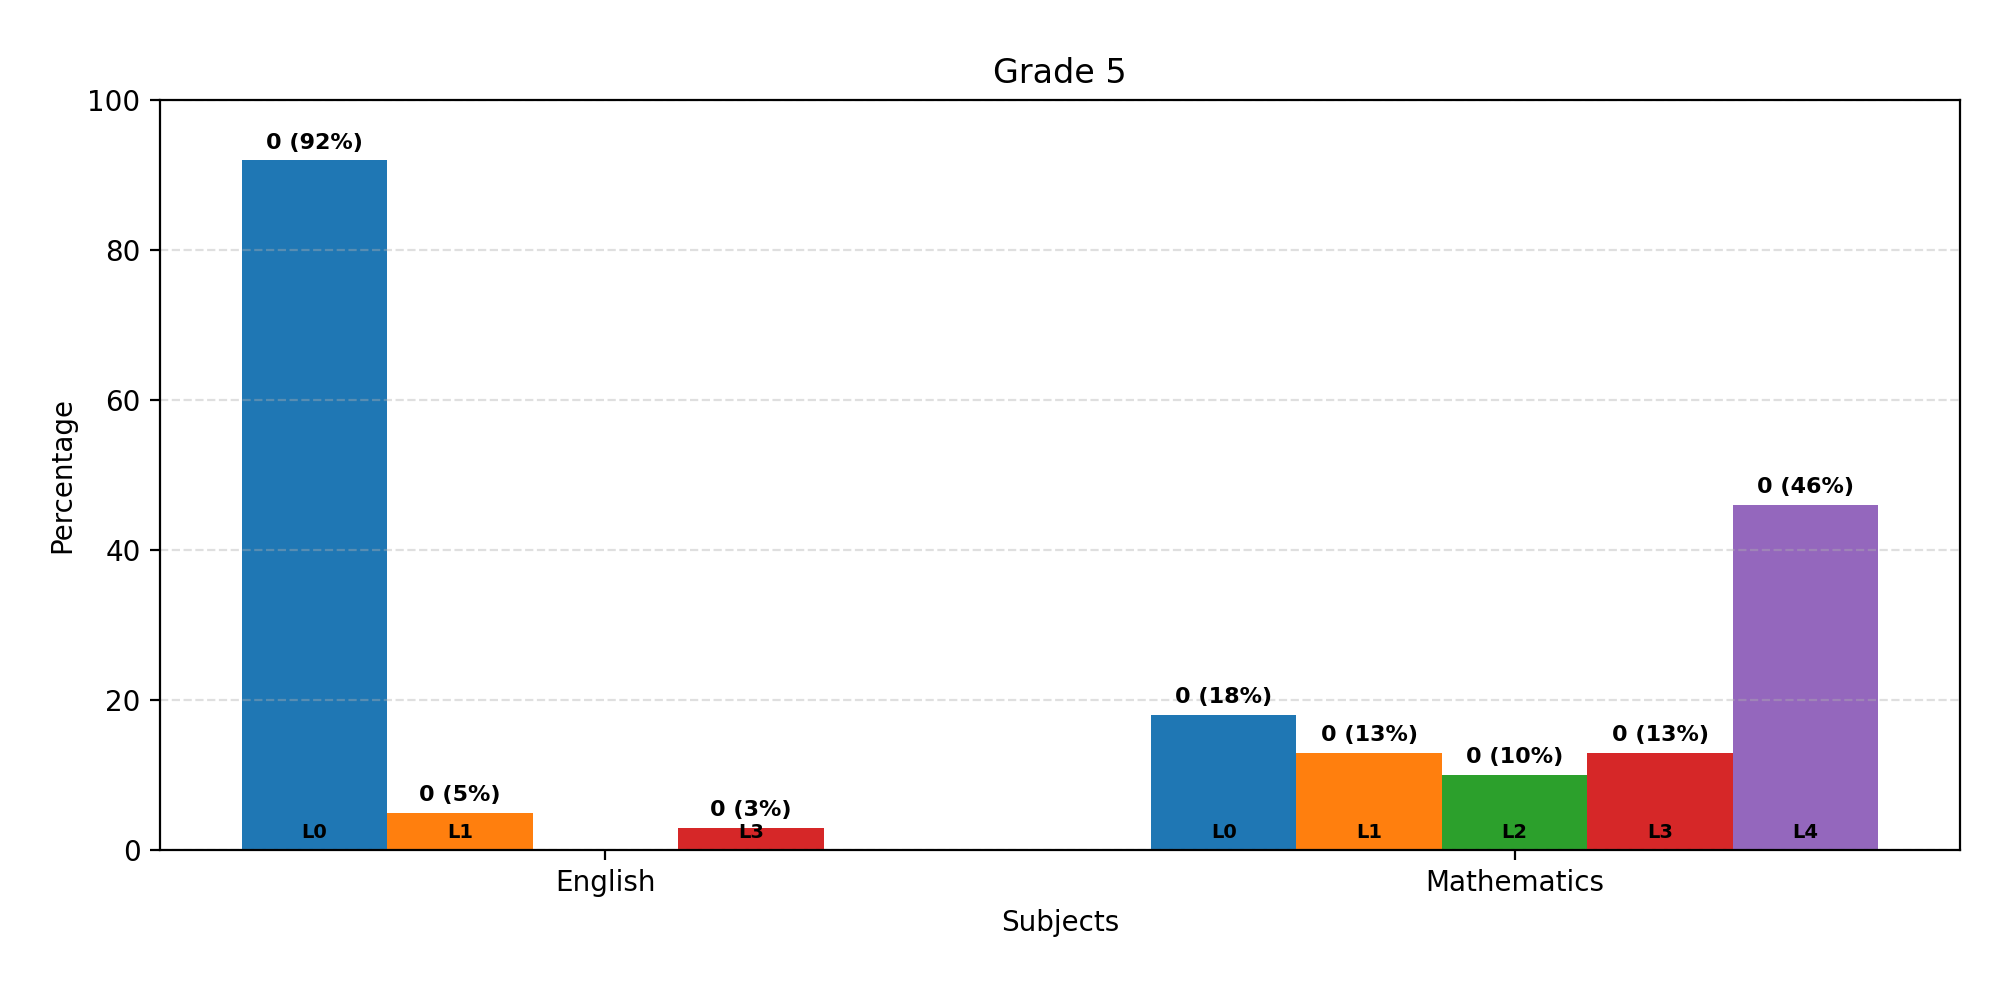 Grade 5
Percentage
100
80
60
40
20
0
0 (92%)
0 (5%)
0 (3%)
0 (18%)
0 (13%)
0 (10%)
0 (13%)
0 (46%)
L0
L1
L3
L0
L1
L2
L3
L4
English
Mathematics
Subjects